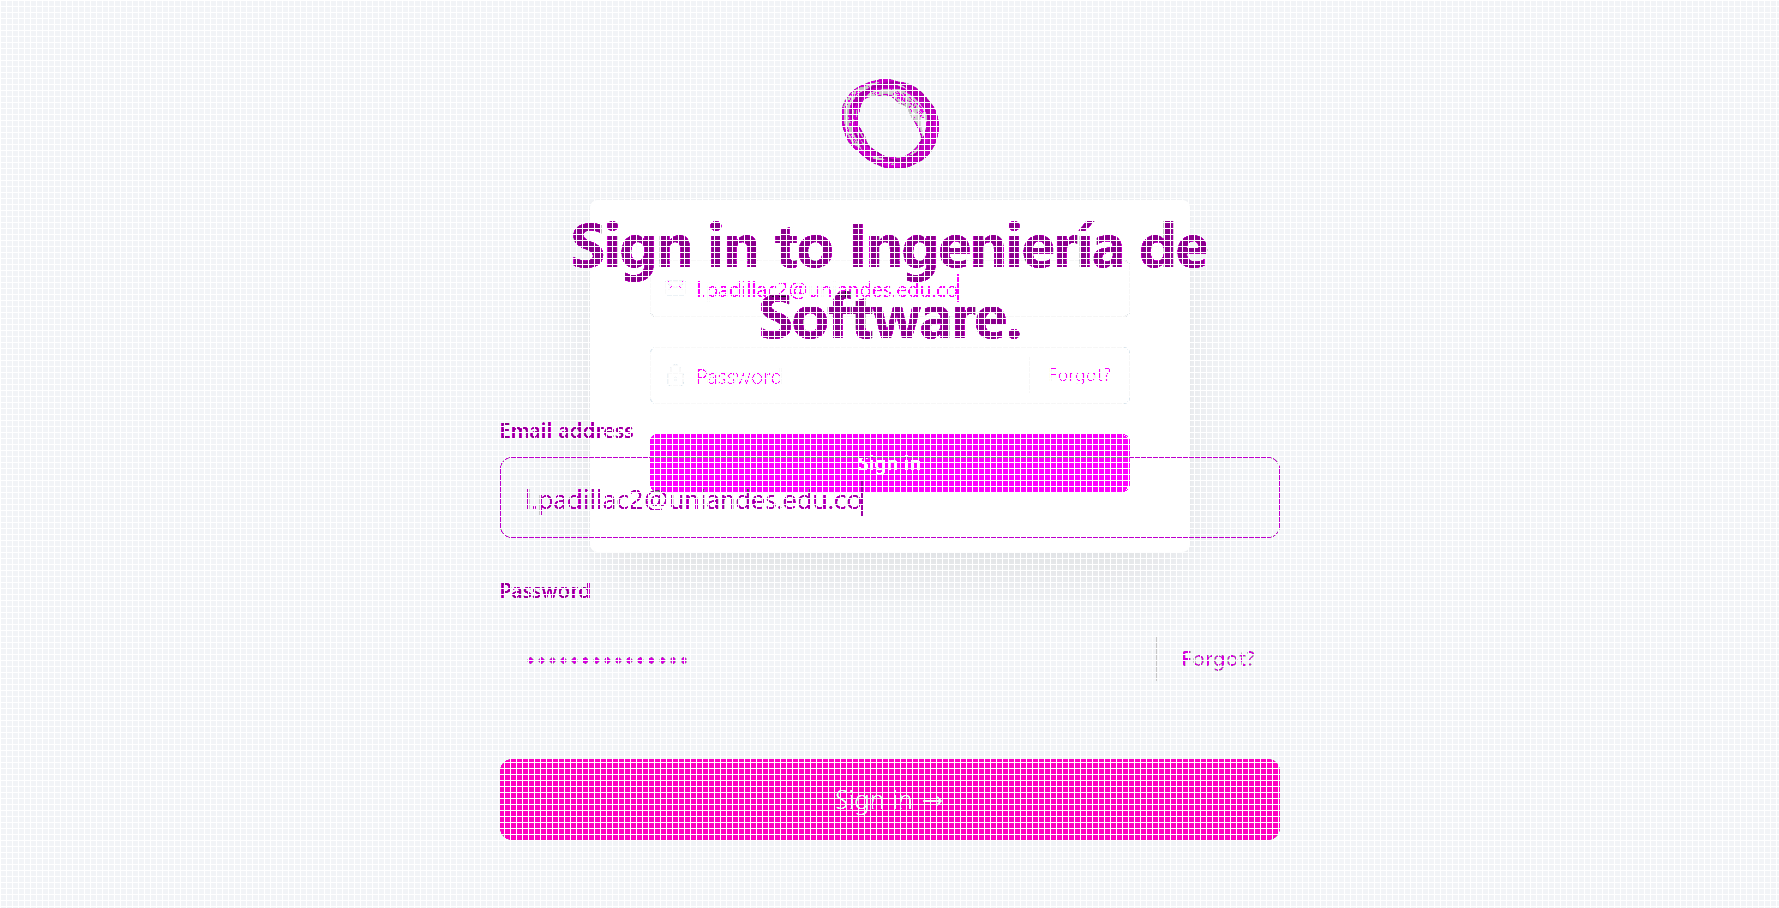 Sign in to Ingeniería de
l.padillac2@uniandes.edu.co
Software.
Password
Forgot?
Email address
Sign in
l.padillac2@uniandes.edu.co
Password
Forgot?
Sign in →